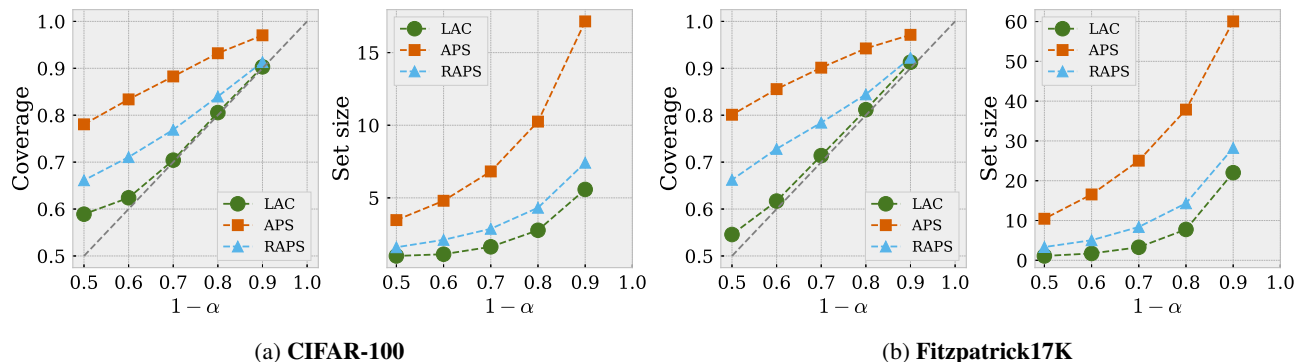 1.0
0.9
0.8
0.7
0.6
0.5
Coverage
LAC
APS
RAPS
0.5 0.6 0.7 0.8 0.9 1.0
1 − α
15
10
5
Set size
LAC
APS
RAPS
0.5 0.6 0.7 0.8 0.9 1.0
1 − α
(a) CIFAR-100
1.0
0.9
0.8
0.7
0.6
0.5
Coverage
LAC
APS
RAPS
0.5 0.6 0.7 0.8 0.9 1.0
1 − α
60
50
40
30
20
10
0
Set size
LAC
APS
RAPS
0.5 0.6 0.7 0.8 0.9 1.0
1 − α
(b) Fitzpatrick17K